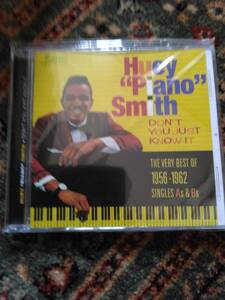 Huey
"Piano"
Smith
DON'T
YOU JUST
KNOW IT
THE VERY BEST OF
1956-1962
SINGLES As & Bs